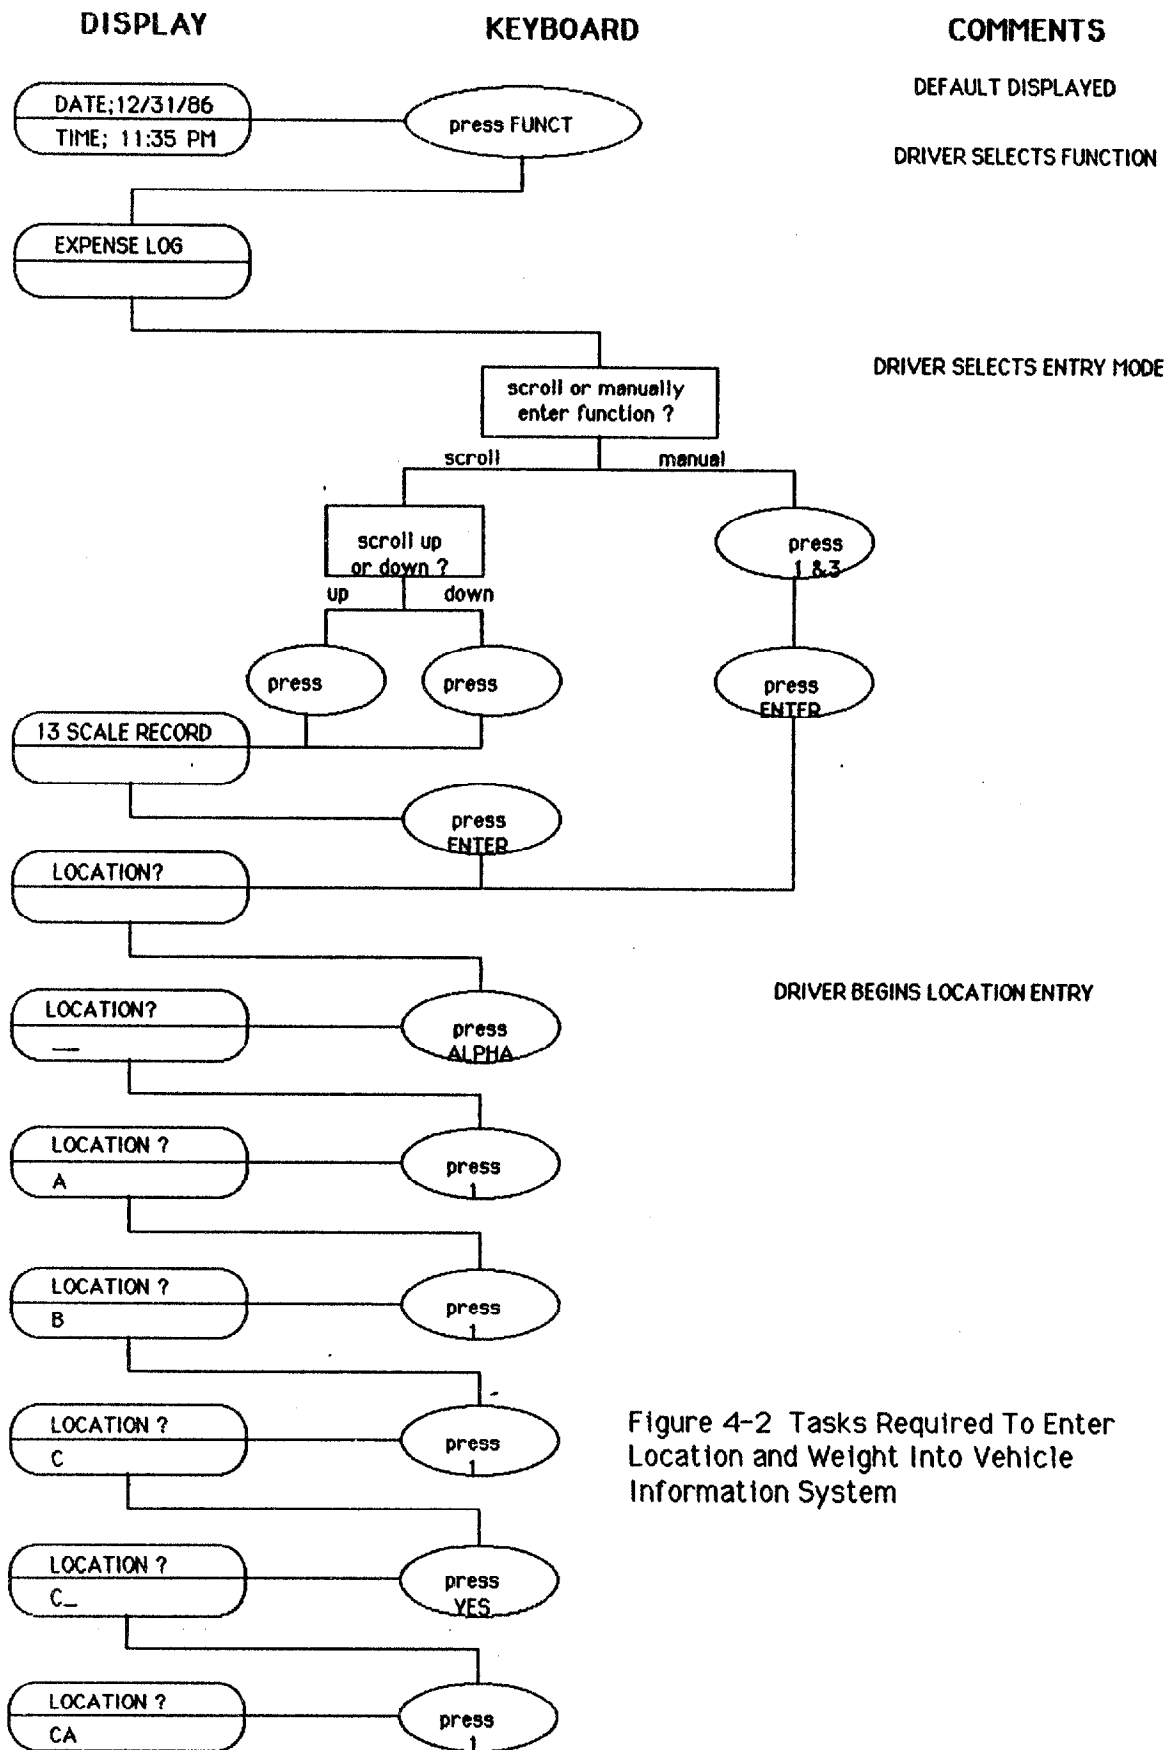 DISPLAY KEYBOARD COMMENTS
DEFAULT DISPLAYED
DATE;12/31/86
TIME; 11:35 PM
press FUNCT
DRIVER SELECTS FUNCTION
EXPENSE LOG
DRIVER SELECTS ENTRY MODE
scroll or manually
enter function ?
scroll manual
scroll up
or down ?
press
1 &3
up down
press
press
press
ENTER
13 SCALE RECORD
press
ENTER
LOCATION?
DRIVER BEGINS LOCATION ENTRY
LOCATION?
__
press
ALPHA
LOCATION ?
A
press
1
LOCATION ?
B
press
1
LOCATION ?
C
press
1
Figure 4-2 Tasks Required To Enter
Location and Weight Into Vehicle
Information System
LOCATION ?
C_
press
YES
LOCATION ?
CA
press
1